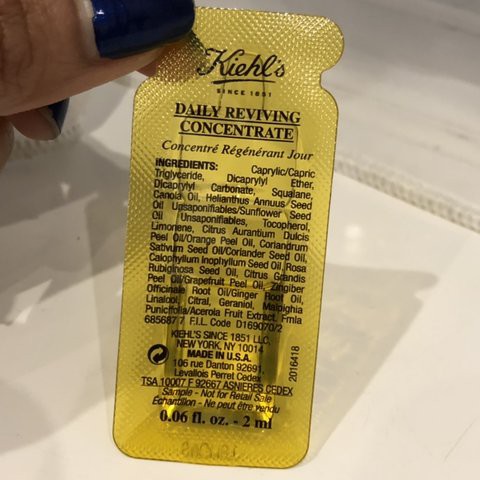 Kiehl's
SINCE 1851
DAILY REVIVING
CONCENTRATE
Concentré Régénérant Jour
INGREDIENTS: Caprylic/Capric
Triglyceride, Dicaprylyl Ether,
Dicaprylyl Carbonate, Squalane,
Canola Oil, Helianthus Annuus Seed
Oil Unsaponifiables/Sunflower Seed
Oil Unsaponifiables, Tocopherol,
Limonene, Citrus Aurantium Dulcis
Peel Oil/Orange Peel Oil, Coriandrum
Sativum Seed Oil/Coriander Seed Oil,
Calophyllum Inophyllum Seed Oil, Rosa
Rubiginosa Seed Oil, Citrus Grandis
Peel Oil/Grapefruit Peel Oil, Zingiber
Officinale Root Oil/Ginger Root Oil,
Linalool, Citral, Geraniol, Malpighia
Punicifolia/Acerola Fruit Extract. Fmla
685687 7 F.I.L. Code D169070/2
KIEHL'S SINCE 1851 LLC.
NEW YORK, NY 10014
MADE IN U.S.A.
106 rue Danton 92691,
Levallois Perret Cedex
TSA 10007 F 92667 ASNIERES CEDEX
Sample - Not for Retail Sale
Echantillon - Ne peut être vendu
0.06 fl. oz. - 2 ml
2016418